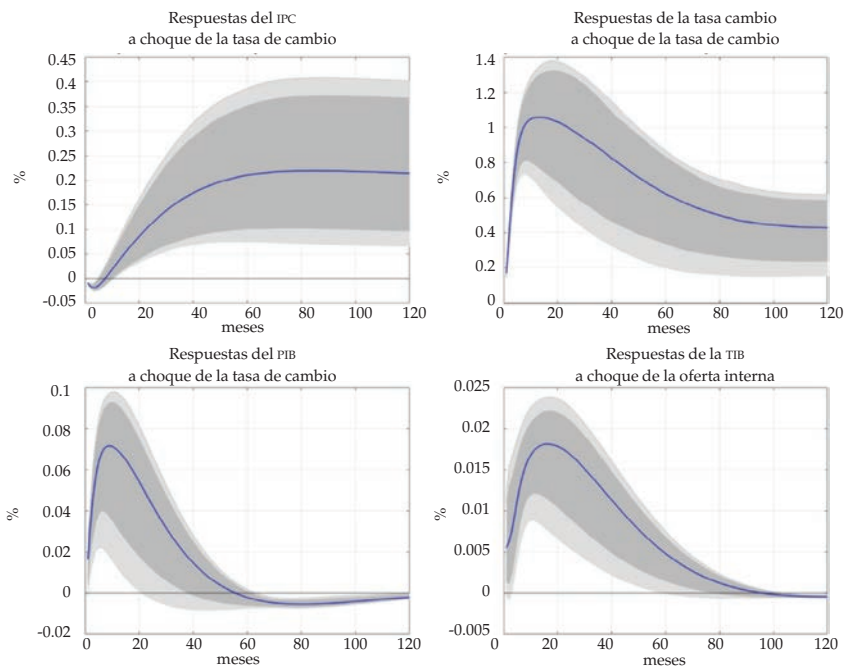 Respuestas del IPC
a choque de la tasa de cambio
0.45
0.4
0.35
0.3
0.25
0.2
0.15
0.1
0.05
0
-0.05
%
0 20 40 60 80 100 120
meses
Respuestas de la tasa cambio
a choque de la tasa de cambio
1.4
1.2
1
0.8
0.6
0.4
0.2
0
%
0 20 40 60 80 100 120
meses
Respuestas del PIB
a choque de la tasa de cambio
0.1
0.08
0.06
0.04
0.02
0
-0.02
%
0 20 40 60 80 100 120
meses
Respuestas de la TIB
a choque de la oferta interna
0.025
0.02
0.015
0.01
0.005
0
-0.005
%
0 20 40 60 80 100 120
meses